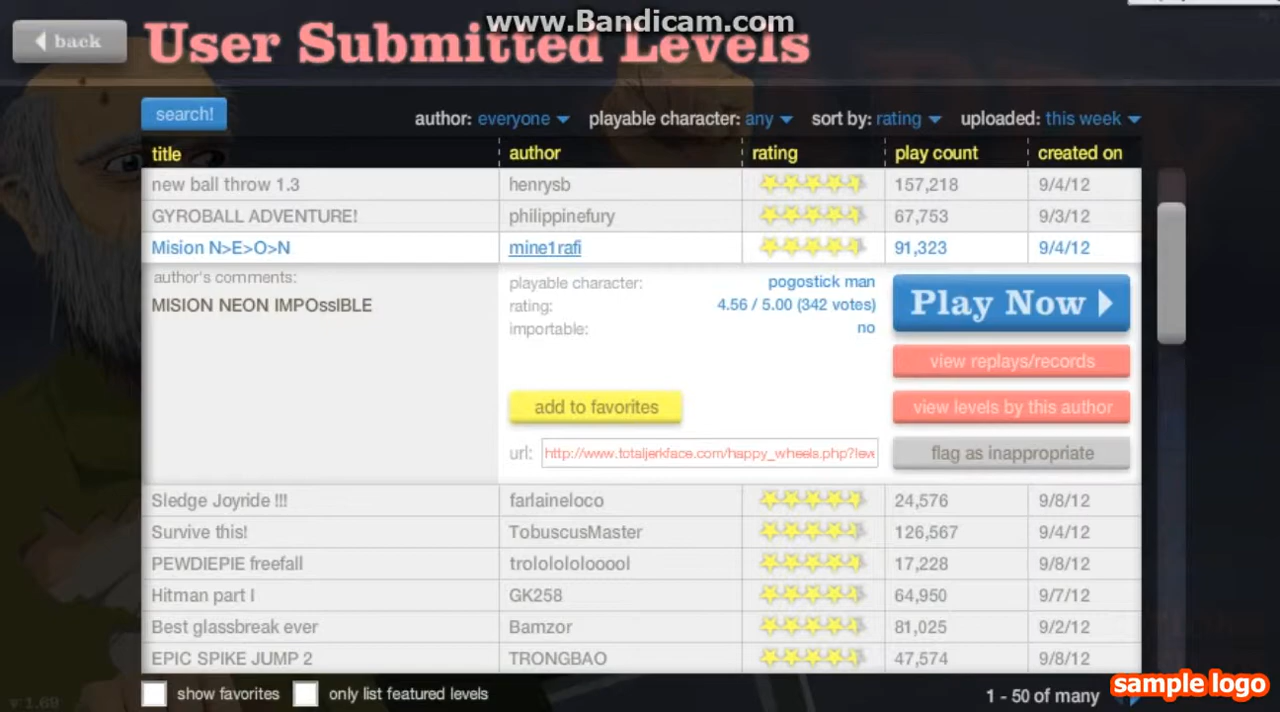 www.Bandicam.com
back
User Submitted Levels
search!
author: everyone playable character: any sort by: rating uploaded: this week
title author rating play count created on
new ball throw 1.3 henrysb 157,218 9/4/12
GYROBALL ADVENTURE! philippinefury 67,753 9/3/12
Mision N>E>O>N mine1rafi 91,323 9/4/12
author's comments:
MISION NEON IMPOssIBLE
playable character: pogostick man
rating: 4.56 / 5.00 (342 votes)
importable: no
Play Now
view replays/records
add to favorites
view levels by this author
url: http://www.totaljerkface.com/happy_wheels.php?leve
flag as inappropriate
Sledge Joyride !!! farlaineloco 24,576 9/8/12
Survive this! TobuscusMaster 126,567 9/4/12
PEWDIEPIE freefall trolololololooool 17,228 9/8/12
Hitman part I GK258 64,950 9/7/12
Best glassbreak ever Bamzor 81,025 9/2/12
EPIC SPIKE JUMP 2 TRONGBAO 47,574 9/8/12
show favorites only list featured levels
1 - 50 of many
sample logo
v:1.69